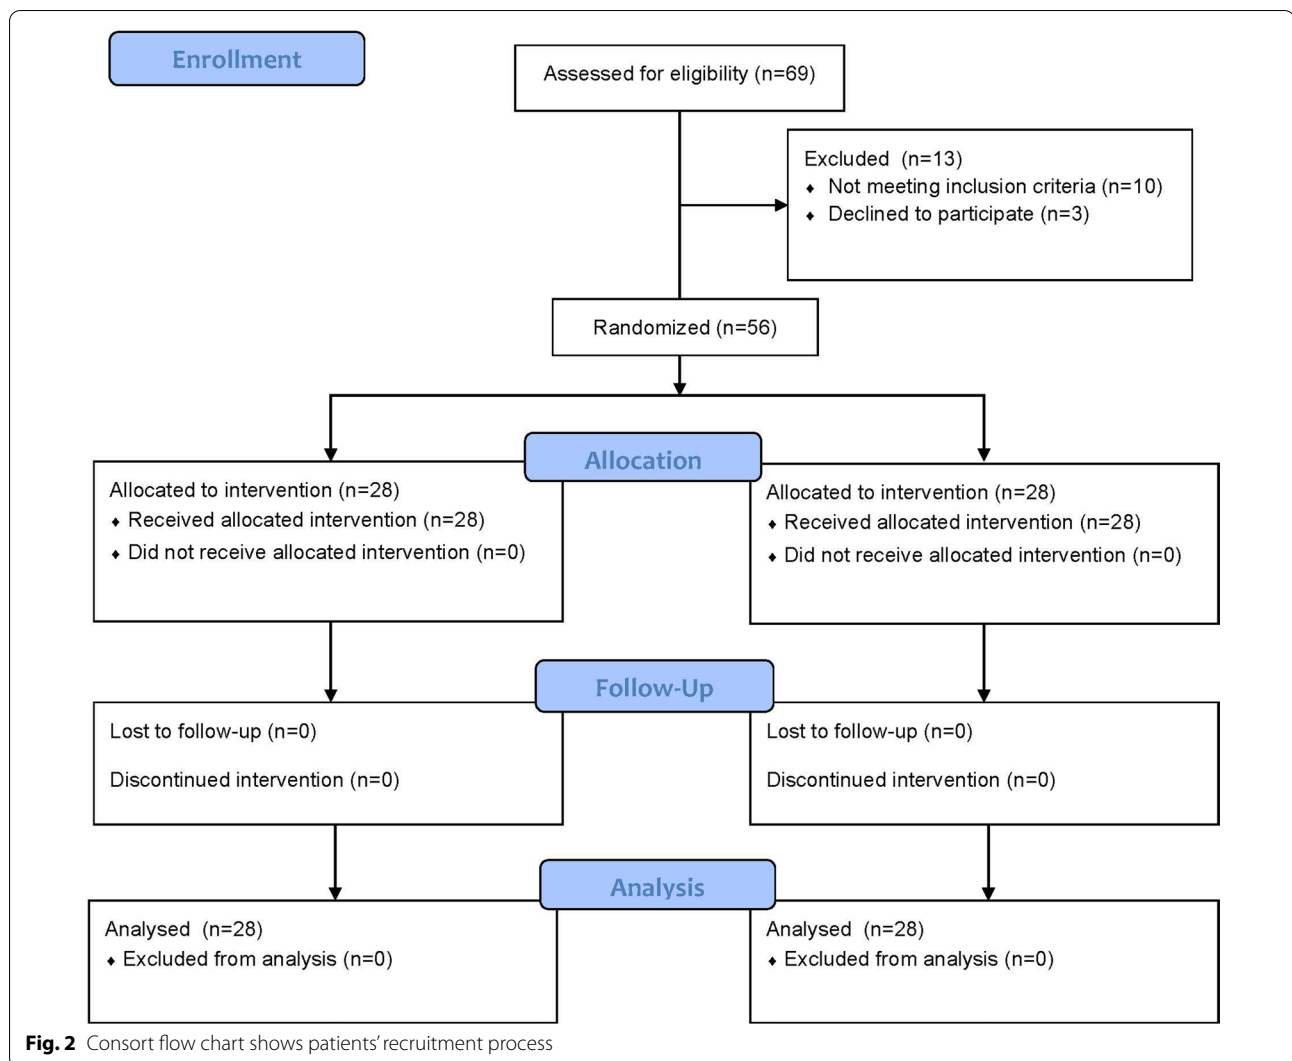 Enrollment
Assessed for eligibility (n=69)
Excluded (n=13)
♦ Not meeting inclusion criteria (n=10)
♦ Declined to participate (n=3)
Randomized (n=56)
Allocation
Allocated to intervention (n=28)
♦ Received allocated intervention (n=28)
♦ Did not receive allocated intervention (n=0)
Allocated to intervention (n=28)
♦ Received allocated intervention (n=28)
♦ Did not receive allocated intervention (n=0)
Follow-Up
Lost to follow-up (n=0)
Discontinued intervention (n=0)
Lost to follow-up (n=0)
Discontinued intervention (n=0)
Analysis
Analysed (n=28)
♦ Excluded from analysis (n=0)
Analysed (n=28)
♦ Excluded from analysis (n=0)
Fig. 2 Consort flow chart shows patients' recruitment process